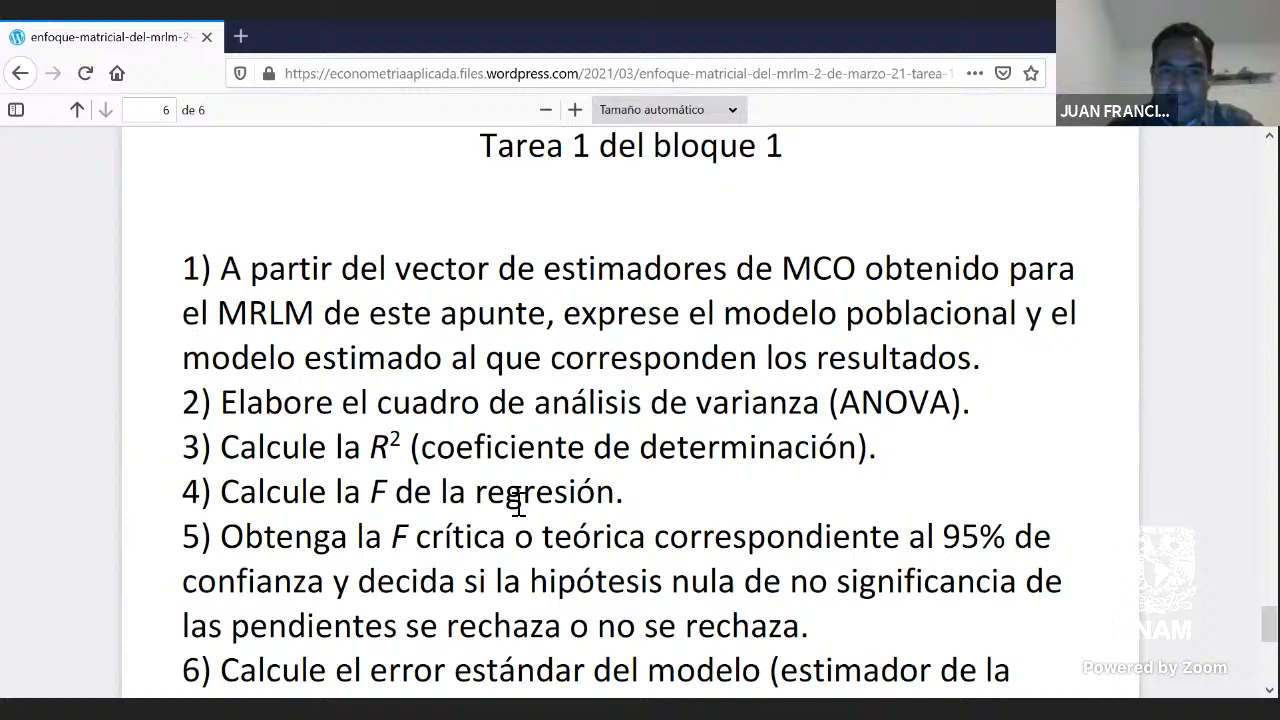 enfoque-matricial-del-mrlm-2-
https://econometriaaplicada.files.wordpress.com/2021/03/enfoque-matricial-del-mrlm-2-de-marzo-21-tarea-1
6 de 6
Tamaño automático
JUAN FRANCI...
Tarea 1 del bloque 1
1) A partir del vector de estimadores de MCO obtenido para
el MRLM de este apunte, exprese el modelo poblacional y el
modelo estimado al que corresponden los resultados.
2) Elabore el cuadro de análisis de varianza (ANOVA).
3) Calcule la R² (coeficiente de determinación).
4) Calcule la F de la regresión.
5) Obtenga la F crítica o teórica correspondiente al 95% de
confianza y decida si la hipótesis nula de no significancia de
las pendientes se rechaza o no se rechaza.
6) Calcule el error estándar del modelo (estimador de la
Powered by Zoom